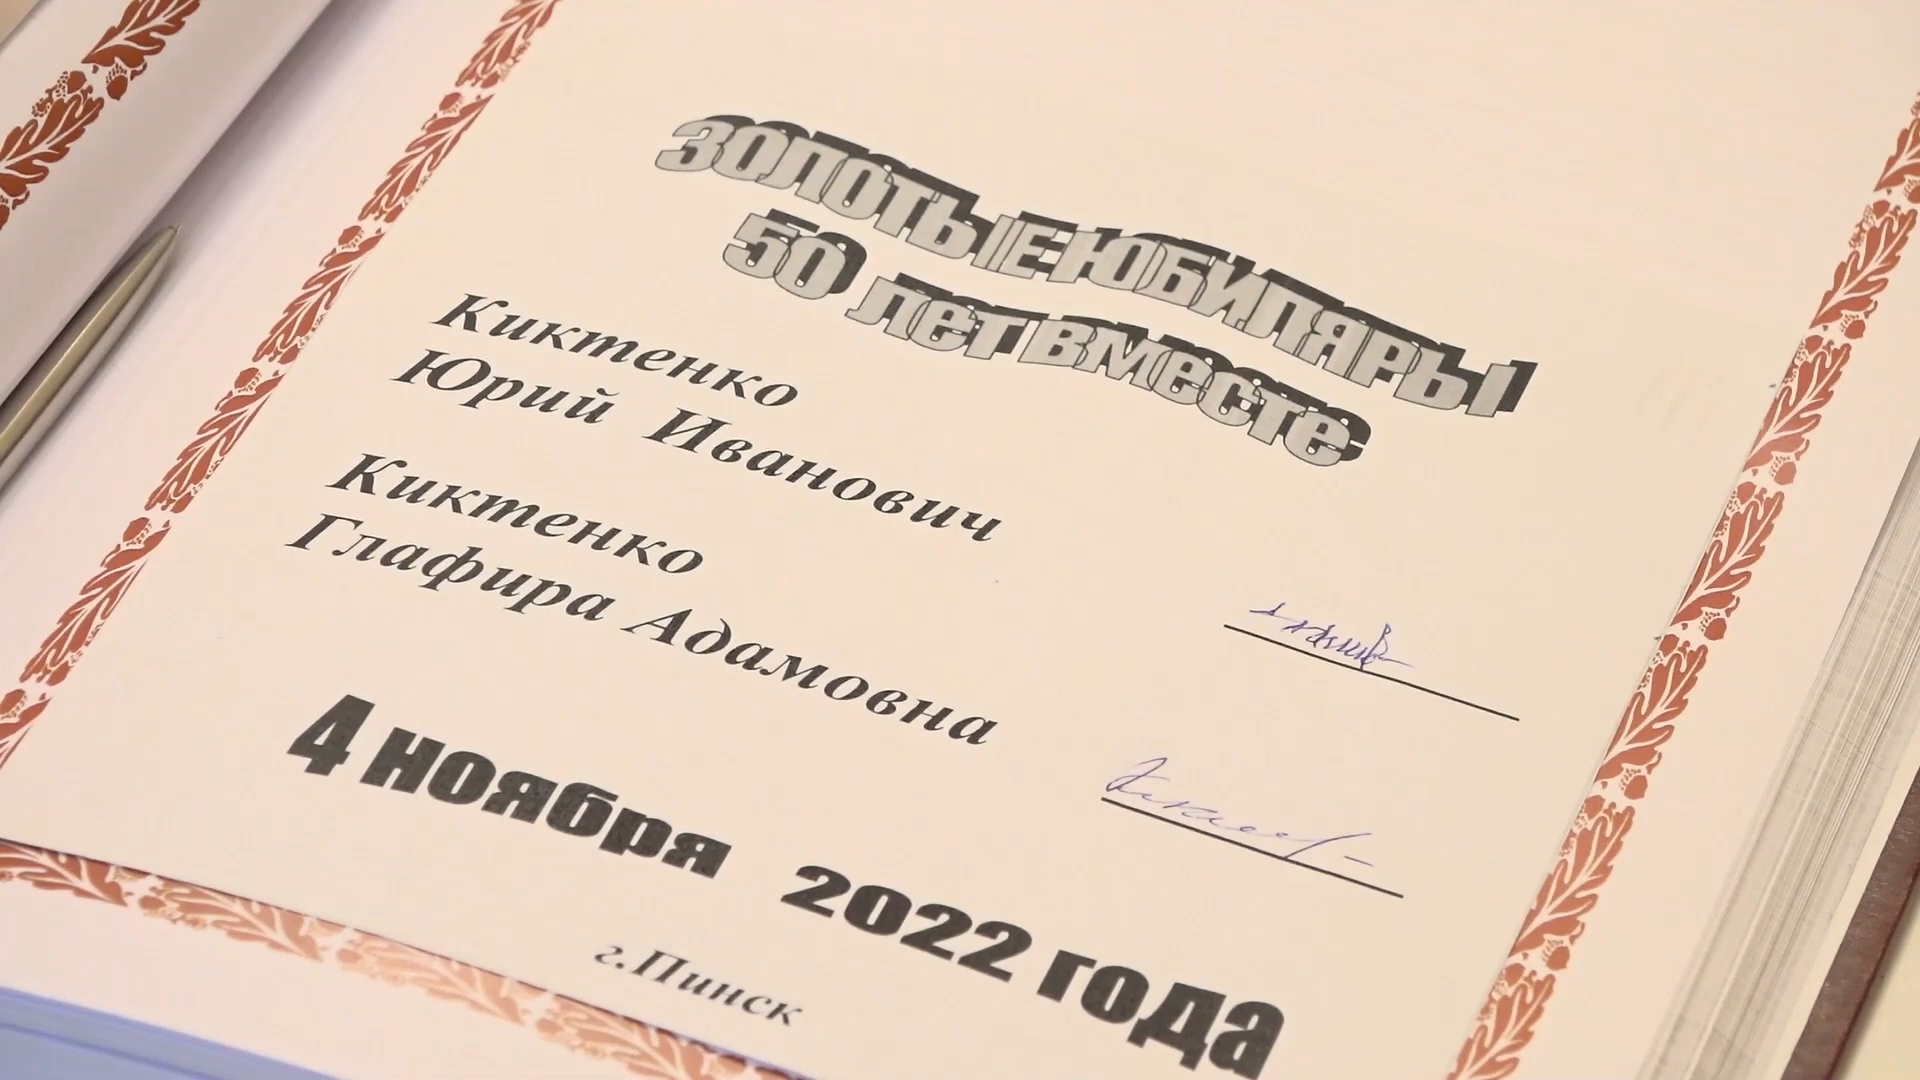 ЗОЛОТЫЕ ЮБИЛЯРЫ
50 лет вместе
Киктенко
Юрий Иванович
Киктенко
Глафира Адамовна
4 ноября 2022 года
г.Пинск